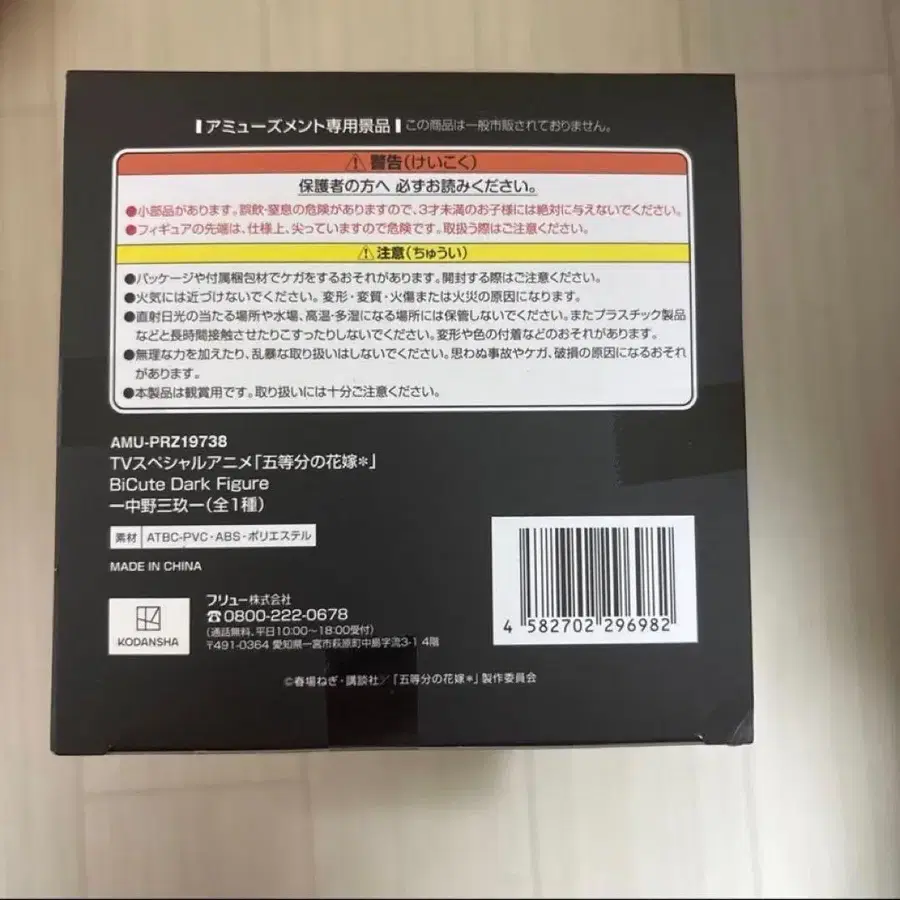 アミューズメント専用景品 この商品は一般市販されておりません。
⚠警告(けいこく)
保護者の方へ 必ずお読みください。
●小部品があります。誤飲・窒息の危険がありますので、3才未満のお子様には絶対に与えないでください。
●フィギュアの先端は、仕様上、尖っていますので危険です。取扱う際はご注意ください。
⚠注意(ちゅうい)
●パッケージや付属梱包材でケガをするおそれがあります。開封する際はご注意ください。
●火気には近づけないでください。変形・変質・火傷または火災の原因になります。
●直射日光の当たる場所や水場、高温・多湿になる場所には保管しないでください。またプラスチック製品
などと長時間接触させたりこすったりしないでください。変形や色の付着などのおそれがあります。
●無理な力を加えたり、乱暴な取り扱いはしないでください。思わぬ事故やケガ、破損の原因になるおそれ
があります。
●本製品は観賞用です。取り扱いには十分ご注意ください。
AMU-PRZ19738
TVスペシャルアニメ「五等分の花嫁*」
BiCute Dark Figure
ー中野三玖ー(全1種)
素材 ATBC-PVC・ABS・ポリエステル
MADE IN CHINA
KODANSHA
フリュー株式会社
☎0800-222-0678
(通話無料、平日10:00~18:00受付)
〒491-0364 愛知県一宮市萩原町中島字流3-1 4階
4 582702 296982
©春場ねぎ・講談社/「五等分の花嫁*」製作委員会